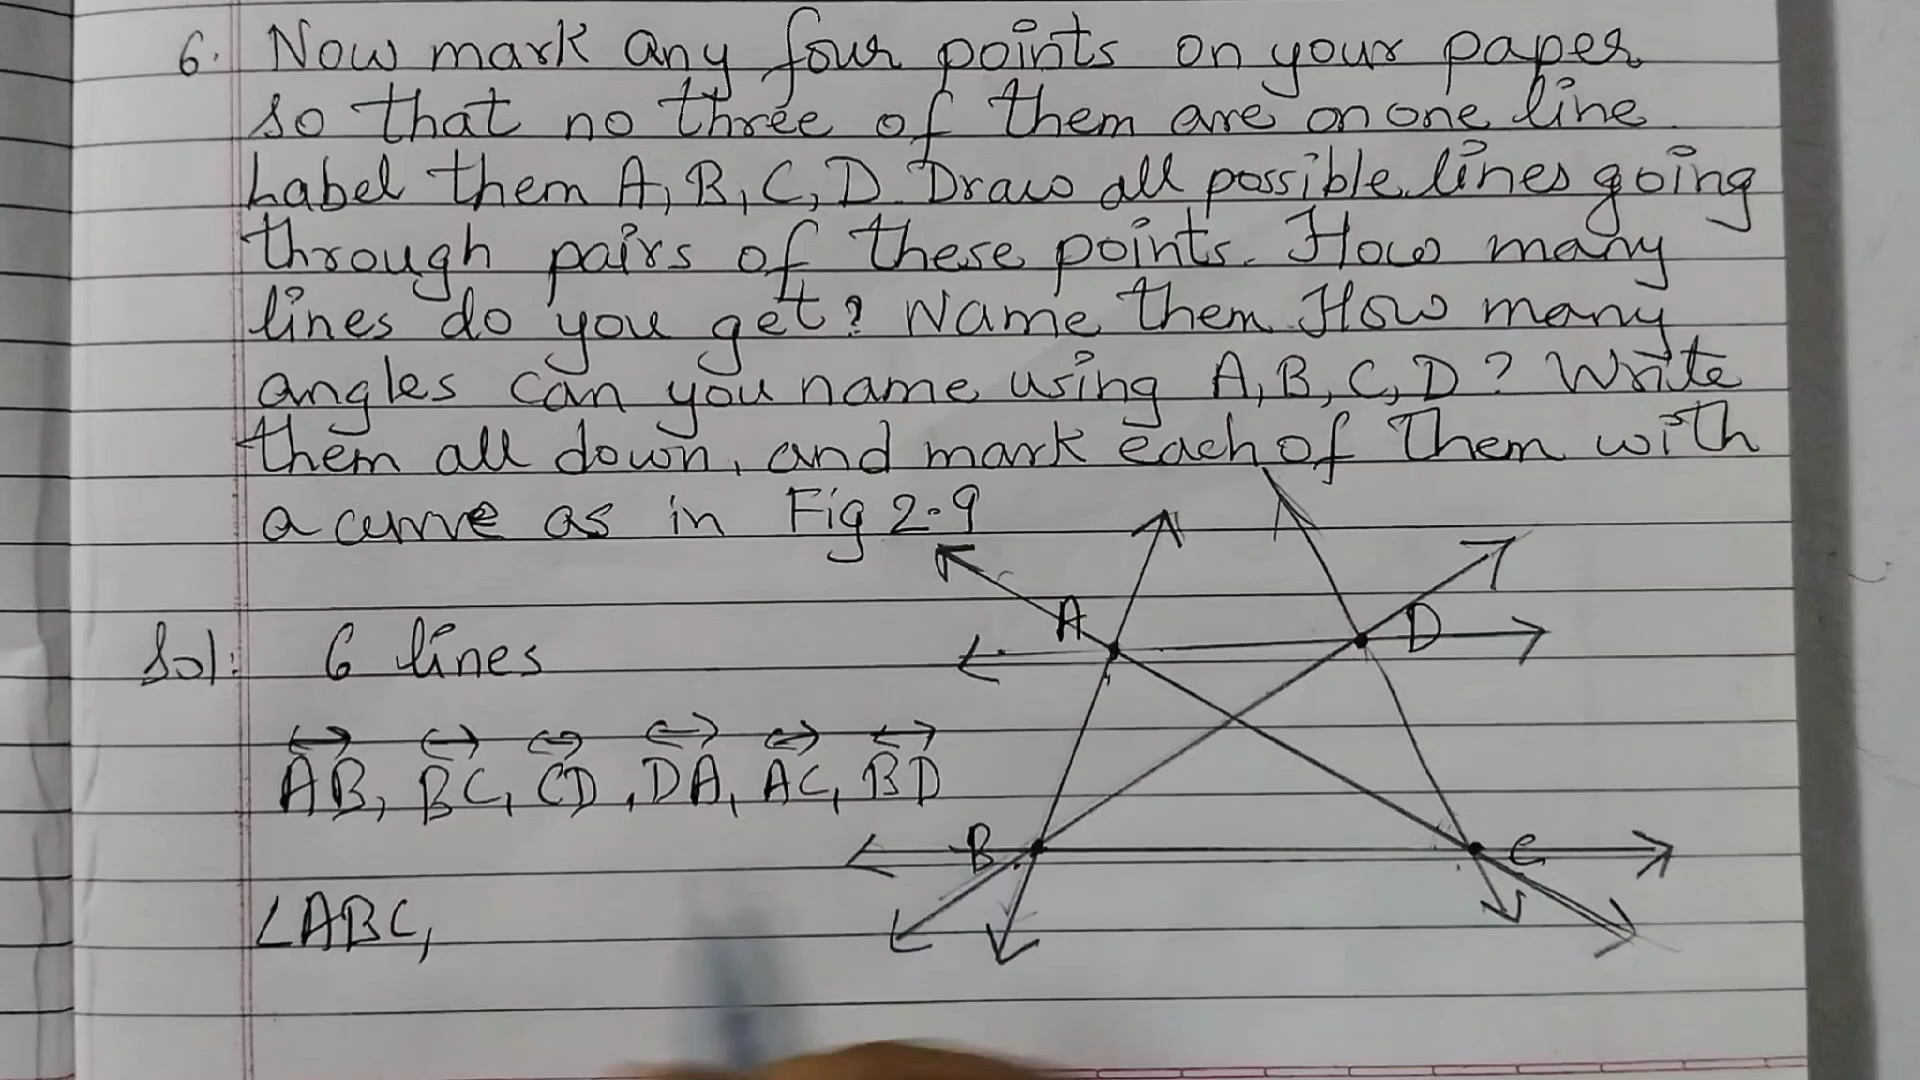 6. Now mark any four points on your paper
so that no three of them are on one line.
Label them A, B, C, D. Draw all possible lines going
through pairs of these points. How many
lines do you get? Name them. How many
angles can you name using A, B, C, D? Write
them all down, and mark each of them with
a curve as in Fig 2.9
Sol: 6 lines
A
D
AB, BC, CD, DA, AC, BD
B
C
∠ABC,